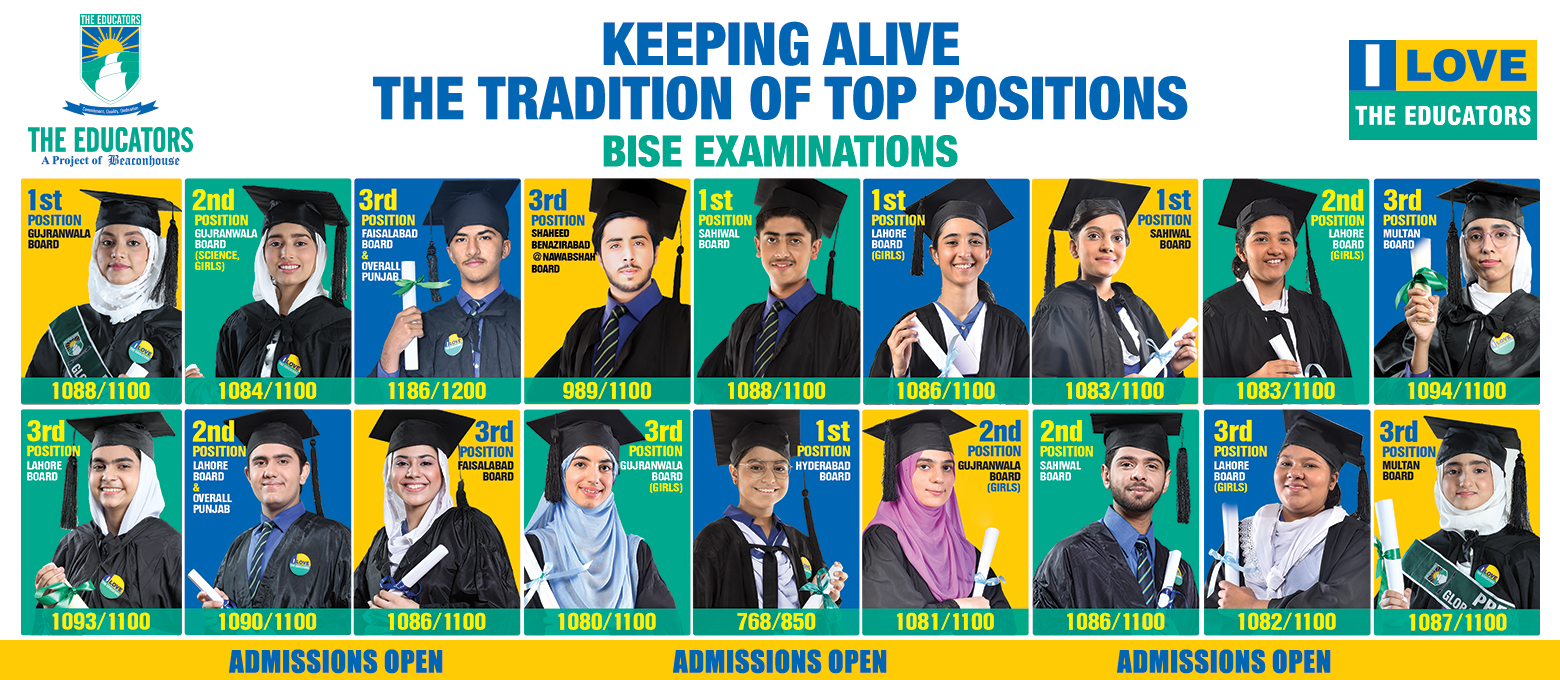 THE EDUCATORS
Commitment, Quality, Dedication
THE EDUCATORS
A Project of Beaconhouse
KEEPING ALIVE
THE TRADITION OF TOP POSITIONS
BISE EXAMINATIONS
I LOVE
THE EDUCATORS
1st
POSITION
GUJRANWALA
BOARD
I LOVE
1088/1100
2nd
POSITION
GUJRANWALA
BOARD
(SCIENCE,
GIRLS)
LOVE
1084/1100
3rd
POSITION
FAISALABAD
BOARD
&
OVERALL
PUNJAB
LOVE
1186/1200
3rd
POSITION
SHAHEED
BENAZIRABAD
@ NAWABSHAH
BOARD
989/1100
1st
POSITION
SAHIWAL
BOARD
1088/1100
1st
POSITION
LAHORE
BOARD
(GIRLS)
1086/1100
1st
POSITION
SAHIWAL
BOARD
1083/1100
2nd
POSITION
LAHORE
BOARD
(GIRLS)
1083/1100
3rd
POSITION
MULTAN
BOARD
LOVE
1094/1100
3rd
POSITION
LAHORE
BOARD
LOVE
1093/1100
2nd
POSITION
LAHORE
BOARD
&
OVERALL
PUNJAB
LOVE
1090/1100
3rd
POSITION
FAISALABAD
BOARD
1086/1100
3rd
POSITION
GUJRANWALA
BOARD
(GIRLS)
1080/1100
1st
POSITION
HYDERABAD
BOARD
768/850
2nd
POSITION
GUJRANWALA
BOARD
(GIRLS)
1081/1100
2nd
POSITION
SAHIWAL
BOARD
1086/1100
3rd
POSITION
LAHORE
BOARD
(GIRLS)
1082/1100
3rd
POSITION
MULTAN
BOARD
LOVE
1087/1100
ADMISSIONS OPEN
ADMISSIONS OPEN
ADMISSIONS OPEN